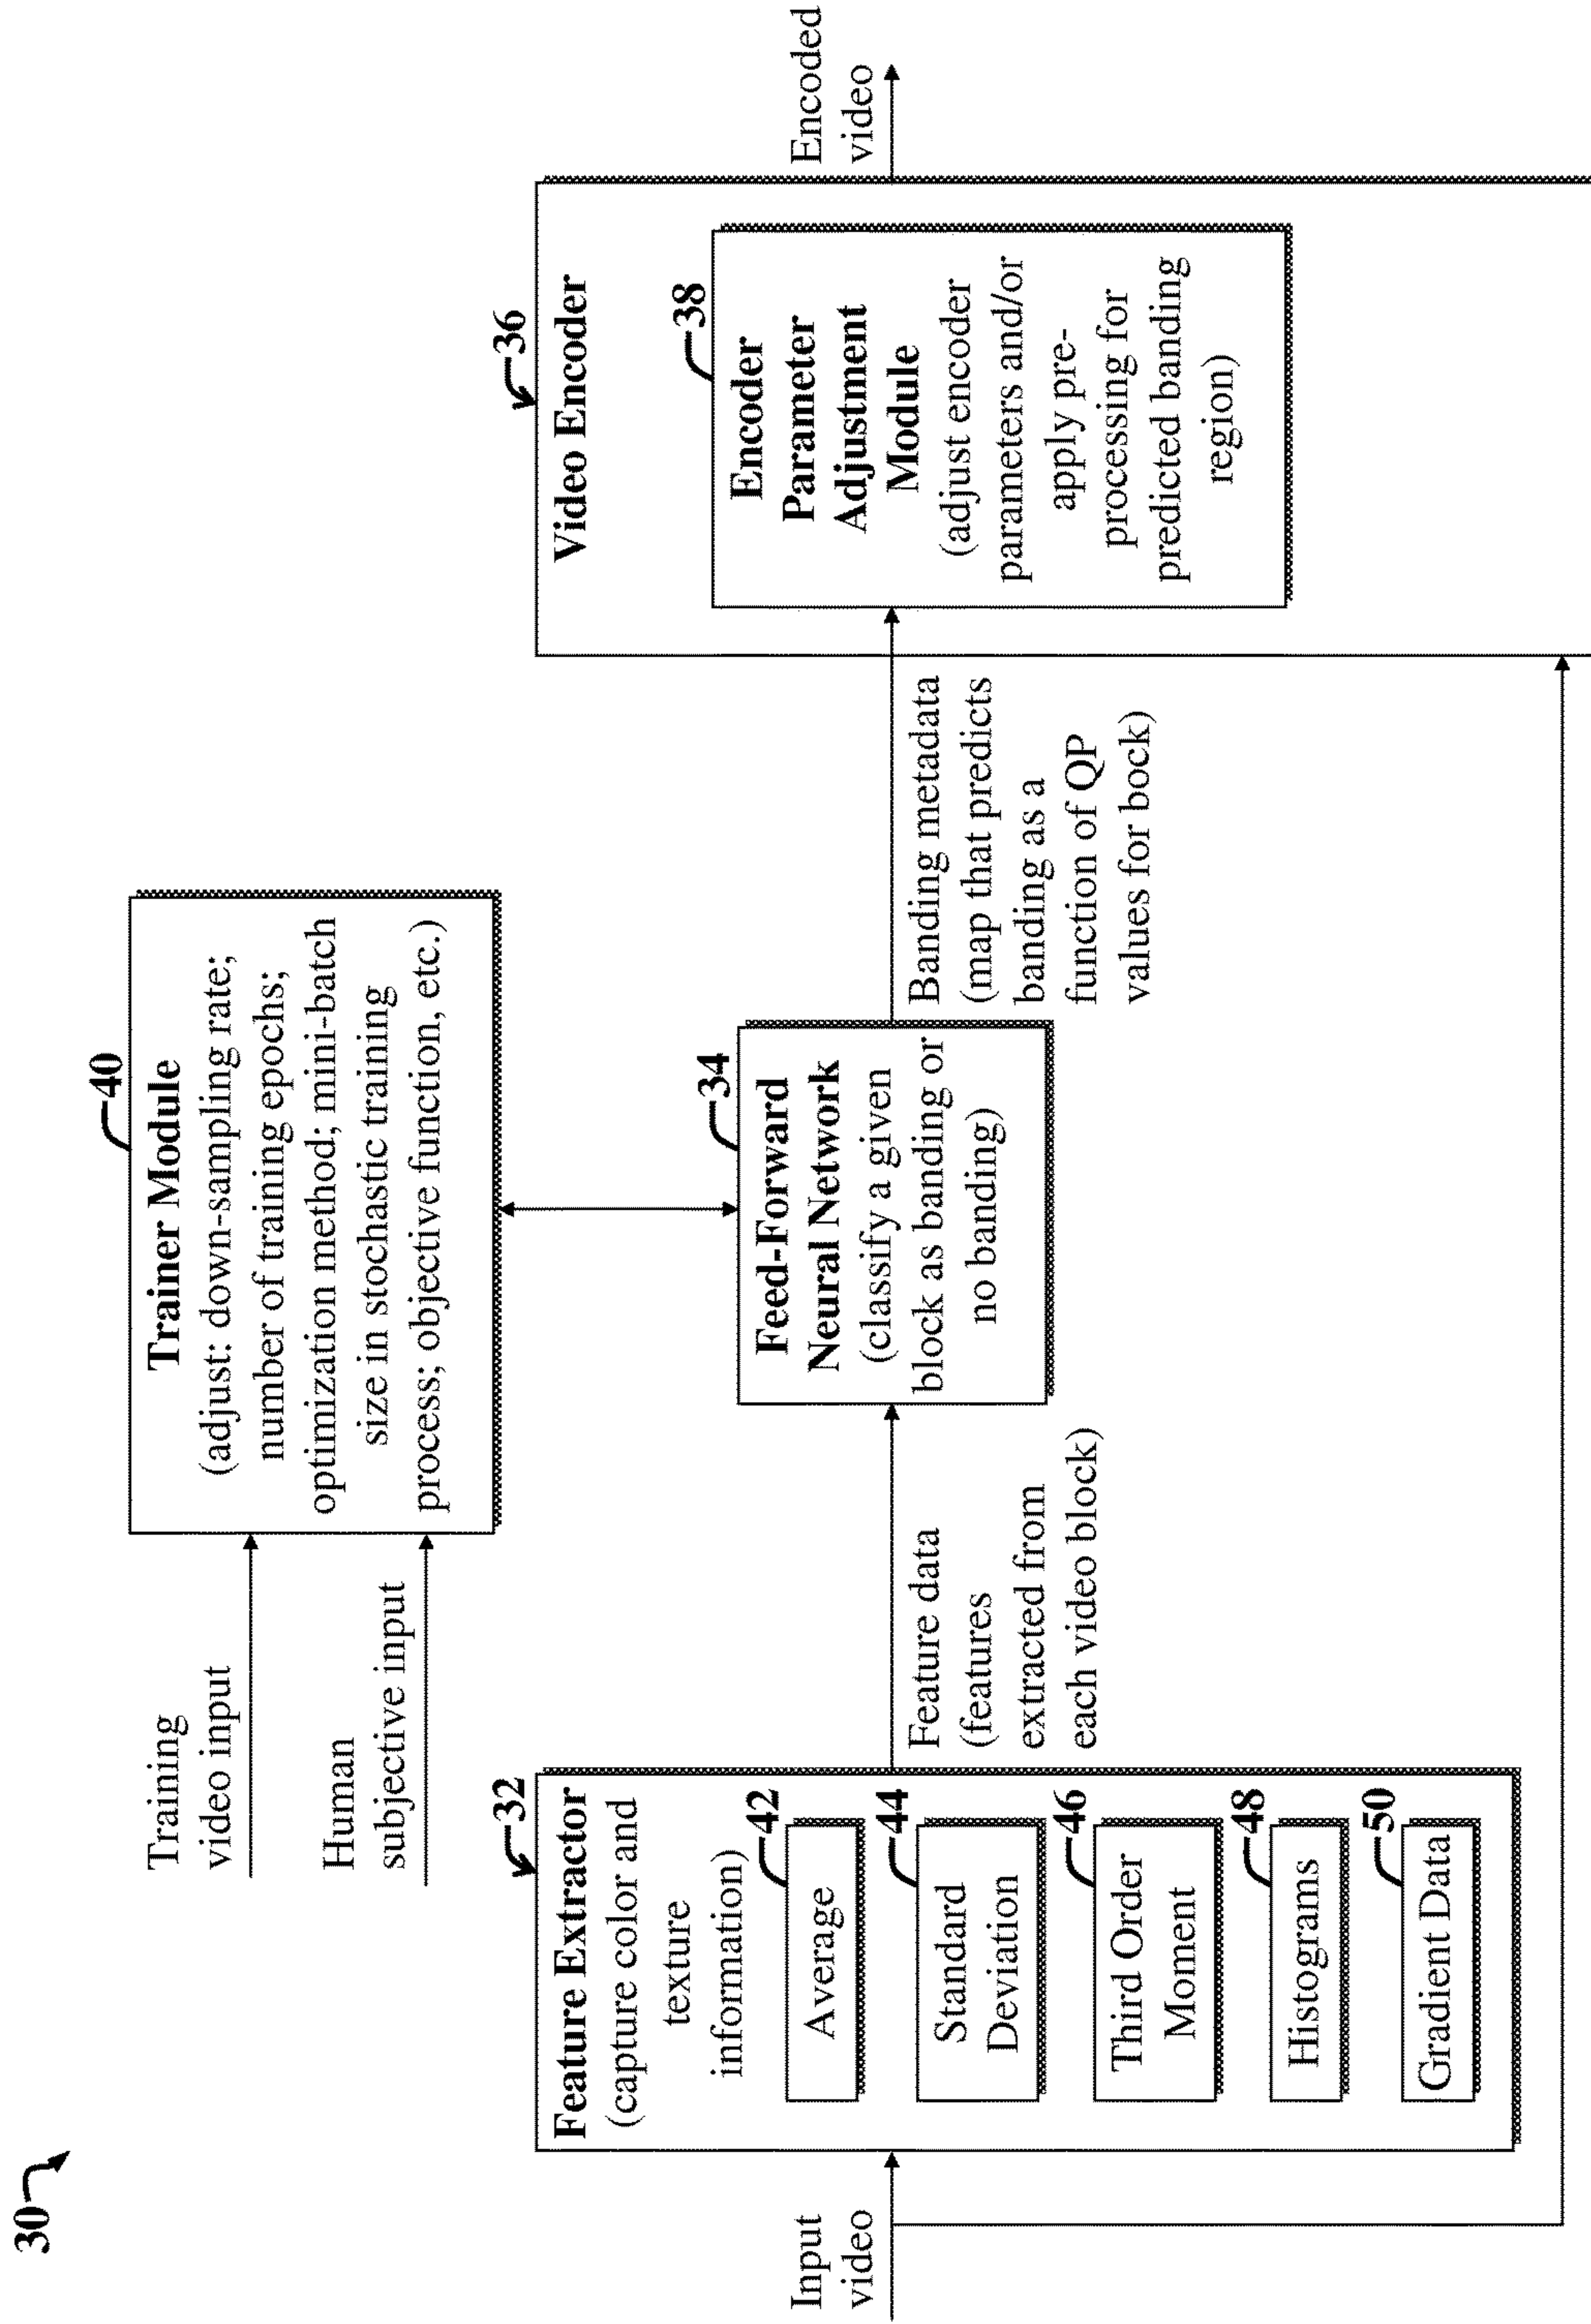 30
Training
video input
Human
subjective input
40
Trainer Module
(adjust: down-sampling rate;
number of training epochs;
optimization method; mini-batch
size in stochastic training
process; objective function, etc.)
Input
video
32
Feature Extractor
(capture color and
texture
information)
42
Average
44
Standard
Deviation
46
Third Order
Moment
48
Histograms
50
Gradient Data
Feature data
(features
extracted from
each video block)
34
Feed-Forward
Neural Network
(classify a given
block as banding or
no banding)
Banding metadata
(map that predicts
banding as a
function of QP
values for bock)
36
Video Encoder
38
Encoder
Parameter
Adjustment
Module
(adjust encoder
parameters and/or
apply pre-
processing for
predicted banding
region)
Encoded
video